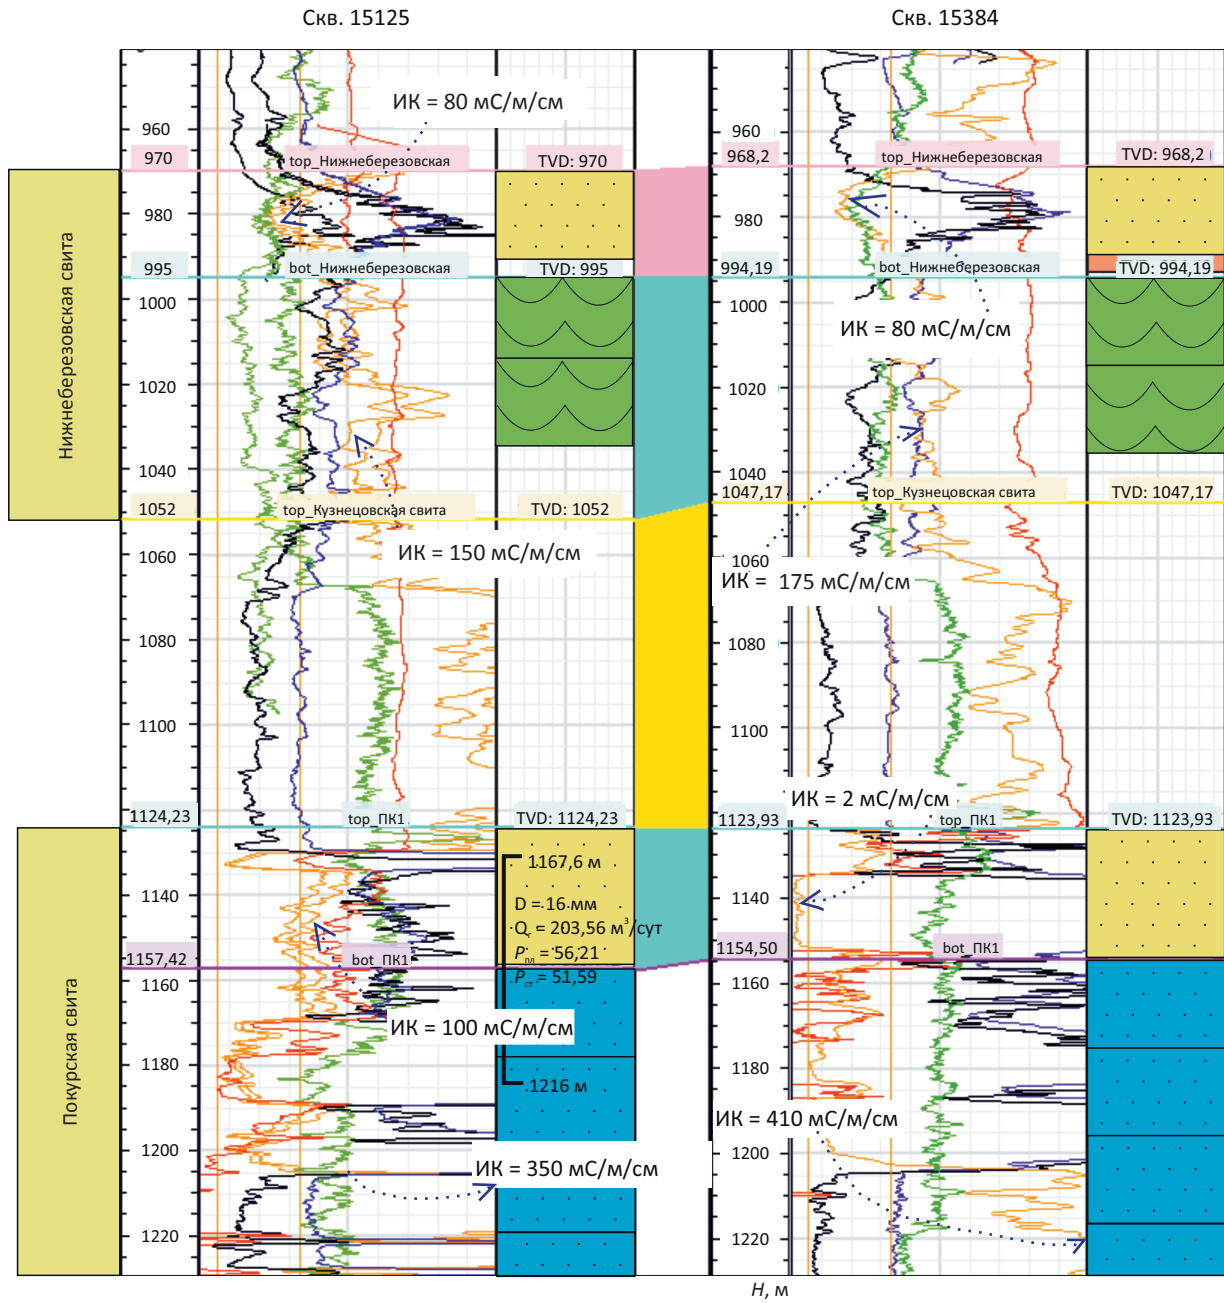 Скв. 15125
Скв. 15384
ИК = 80 мС/м/см
960
970
top_Нижнеберезовская
TVD: 970
980
995
bot_Нижнеберезовская
TVD: 995
1000
1020
1040
1052
top_Кузнецовская свита
TVD: 1052
1060
ИК = 150 мС/м/см
1080
1100
1124,23
top_ПК1
TVD: 1124,23
1167,6 м
D = 16 мм
Qг = 203,56 м³/сут
Pпл = 56,21
Pст = 51,59
1140
1157,42
bot_ПК1
1160
ИК = 100 мС/м/см
1180
1216 м
1200
ИК = 350 мС/м/см
1220
Нижнеберезовская свита
Покурская свита
960
968,2
top_Нижнеберезовская
TVD: 968,2
980
994,19
bot_Нижнеберезовская
TVD: 994,19
1000
ИК = 80 мС/м/см
1020
1040
1047,17
top_Кузнецовская свита
TVD: 1047,17
1060
ИК = 175 мС/м/см
1080
1100
ИК = 2 мС/м/см
1123,93
top_ПК1
TVD: 1123,93
1140
1154,50
bot_ПК1
1160
1180
ИК = 410 мС/м/см
1200
1220
H, м